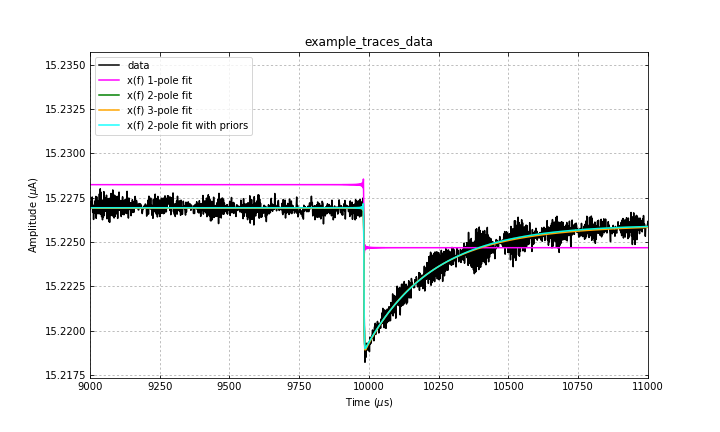 example_traces_data
15.2350
15.2325
15.2300
15.2275
15.2250
15.2225
15.2200
15.2175
Amplitude (μA)
data
x(f) 1-pole fit
x(f) 2-pole fit
x(f) 3-pole fit
x(f) 2-pole fit with priors
9000 9250 9500 9750 10000 10250 10500 10750 11000
Time (μs)